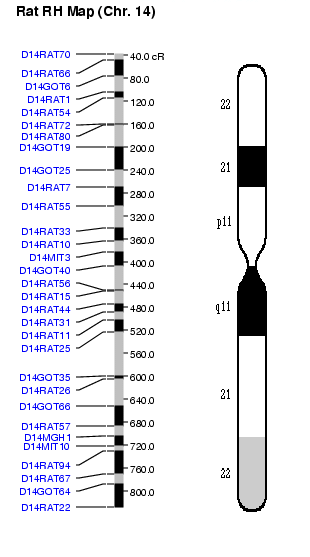 Rat RH Map (Chr. 14)
D14RAT70
D14RAT66
D14GOT6
D14RAT1
D14RAT54
D14RAT72
D14RAT80
D14GOT19
D14GOT25
D14RAT7
D14RAT55
D14RAT33
D14RAT10
D14MIT3
D14GOT40
D14RAT56
D14RAT15
D14RAT44
D14RAT31
D14RAT11
D14RAT25
D14GOT35
D14RAT26
D14GOT66
D14RAT57
D14MGH1
D14MIT10
D14RAT94
D14RAT67
D14GOT64
D14RAT22
40.0 cR
80.0
120.0
160.0
200.0
240.0
280.0
320.0
360.0
400.0
440.0
480.0
520.0
560.0
600.0
640.0
680.0
720.0
760.0
800.0
22
21
p11
q11
21
22